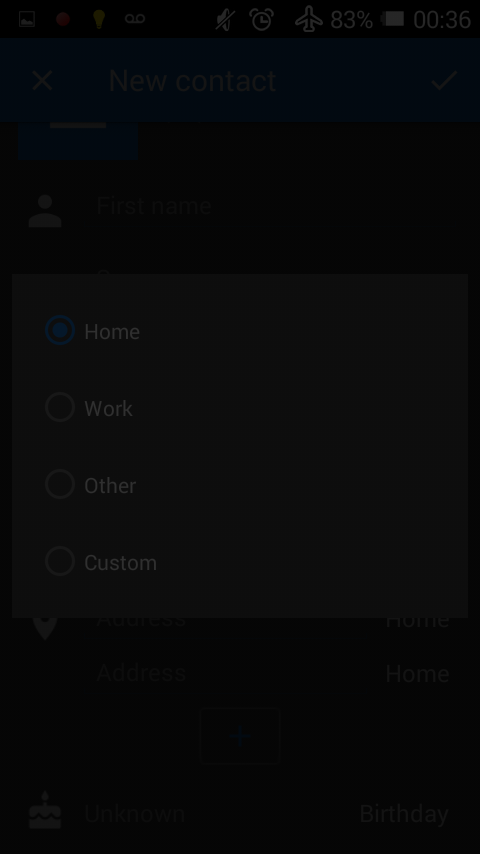 83% 00:36
New contact
First name
Home
Work
Other
Custom
Address Home
Address Home
Unknown Birthday